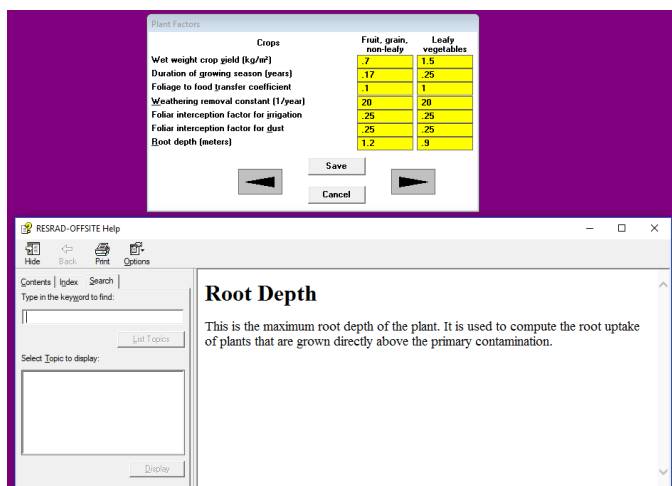 Plant Factors
Crops
Fruit, grain, non-leafy
Leafy vegetables
Wet weight crop yield (kg/m²) .7 1.5
Duration of growing season (years) .17 .25
Foliage to food transfer coefficient .1 1
Weathering removal constant (1/year) 20 20
Foliar interception factor for irrigation .25 .25
Foliar interception factor for dust .25 .25
Root depth (meters) 1.2 .9
Save
Cancel
RESRAD-OFFSITE Help
Hide Back Print Options
Contents Index Search
Type in the keyword to find:
List Topics
Select Topic to display:
Display
Root Depth
This is the maximum root depth of the plant. It is used to compute the root uptake
of plants that are grown directly above the primary contamination.